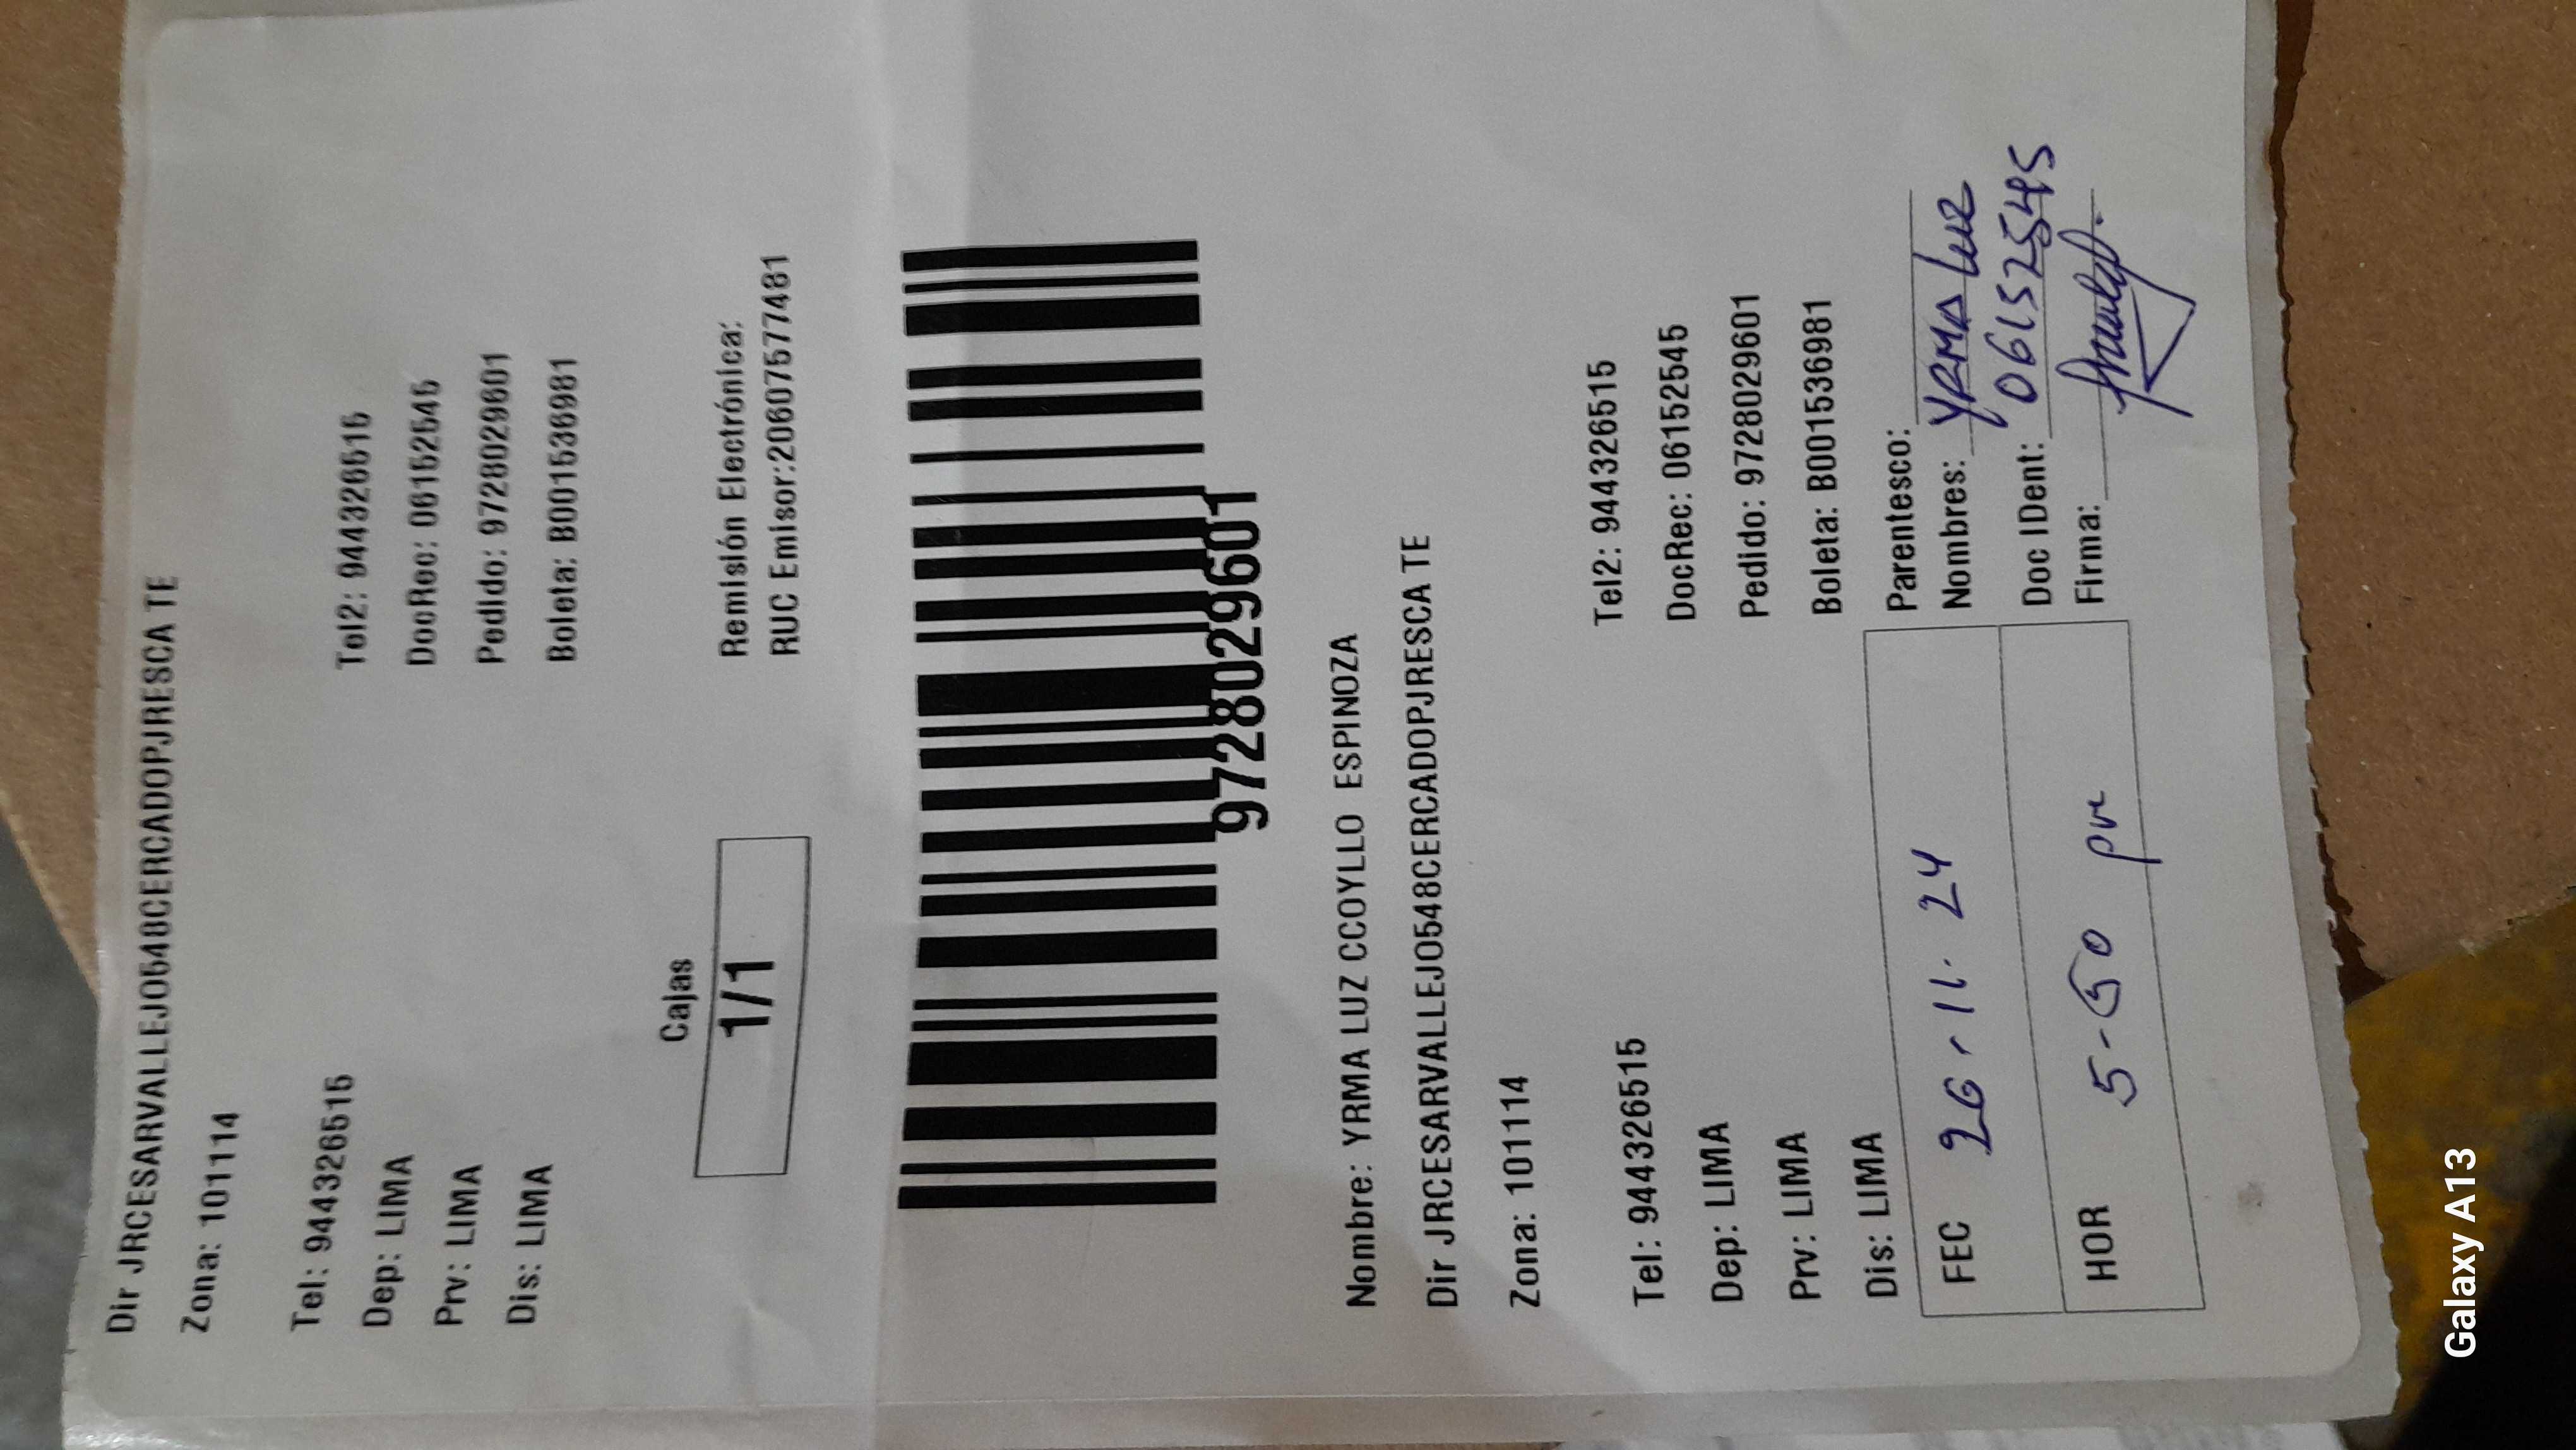 Dir JRCESARVALLEJO548CERCADOPJRESCA TE
Zona: 101114
Tel: 944326515
Tel2: 944326515
Dep: LIMA
DocRec: 06152545
Prv: LIMA
Pedido: 9728029601
Dis: LIMA
Boleta: B001536981
Cajas
1/1
Remisión Electrónica:
RUC Emisor:20607577481
9728029601
Nombre: YRMA LUZ CCOYLLO ESPINOZA
Dir JRCESARVALLEJO548CERCADOPJRESCA TE
Zona: 101114
Tel: 944326515
Tel2: 944326515
Dep: LIMA
DocRec: 06152545
Prv: LIMA
Pedido: 9728029601
Dis: LIMA
Boleta: B001536981
FEC 26.11.24
HOR 5-50 pm
Parentesco:
Nombres: YRMA Luz
Doc IDent: 06152545
Firma:
Galaxy A13